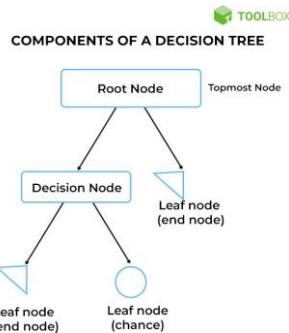 TOOLBOX
COMPONENTS OF A DECISION TREE
Root Node
Topmost Node
Decision Node
Leaf node
(end node)
eaf node
end node)
Leaf node
(chance)